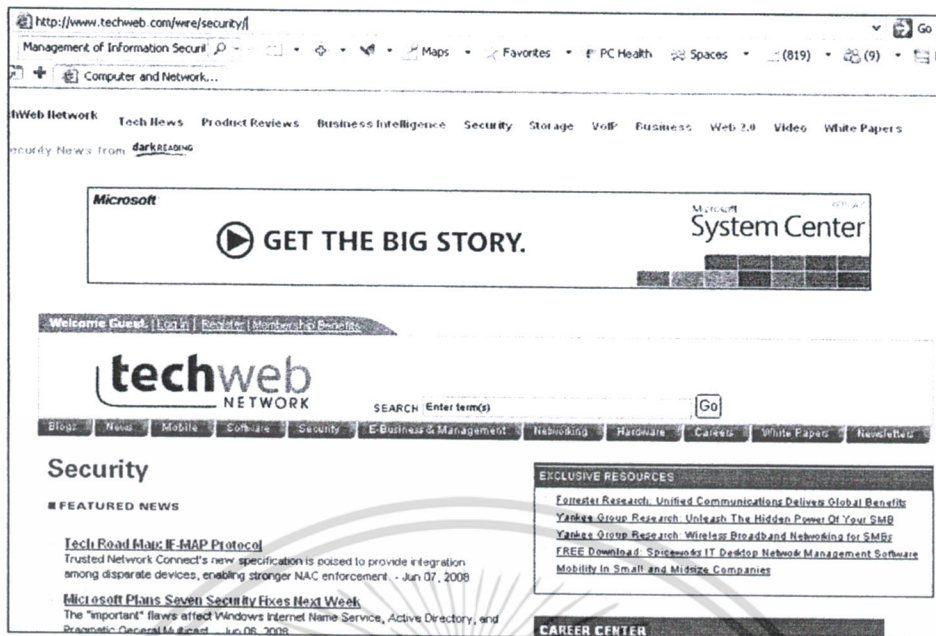 http://www.techweb.com/wire/security/
Go
Management of Information Securit
Maps
Favorites
PC Health
Spaces
(819)
(9)
Computer and Network...
hWeb Network
Tech News
Product Reviews
Business Intelligence
Security
Storage
VoIP
Business
Web 2.0
Video
White Papers
ecurity News from darkREADING
Microsoft
GET THE BIG STORY.
Microsoft
System Center
Welcome Guest. | Log In | Register | Membership Benefits
techweb
NETWORK
SEARCH Enter term(s) Go
Blogs
News
Mobile
Software
Security
E-Business & Management
Networking
Hardware
Careers
White Papers
Newsletters
Security
FEATURED NEWS
Tech Road Map: IF-MAP Protocol
Trusted Network Connect's new specification is poised to provide integration
among disparate devices, enabling stronger NAC enforcement. - Jun 07, 2008
Microsoft Plans Seven Security Fixes Next Week
The "important" flaws affect Windows Internet Name Service, Active Directory, and
Pragmatic General Multicast. - Jun 06, 2008
EXCLUSIVE RESOURCES
Forrester Research: Unified Communications Delivers Global Benefits
Yankee Group Research: Unleash The Hidden Power Of Your SMB
Yankee Group Research: Wireless Broadband Networking for SMBs
FREE Download: Spiceworks IT Desktop Network Management Software
Mobility In Small and Midsize Companies
CAREER CENTER